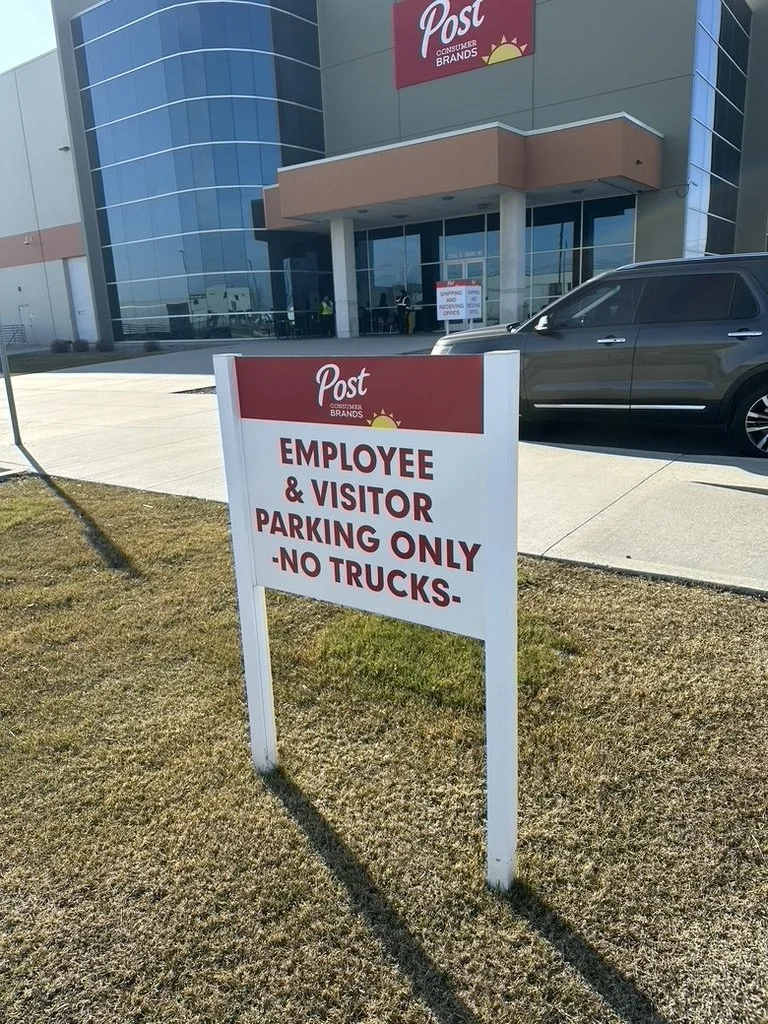 Post
CONSUMER
BRANDS
SHIPPING
AND
RECEIVING
OFFICE
Post
CONSUMER
BRANDS
EMPLOYEE
& VISITOR
PARKING ONLY
-NO TRUCKS-